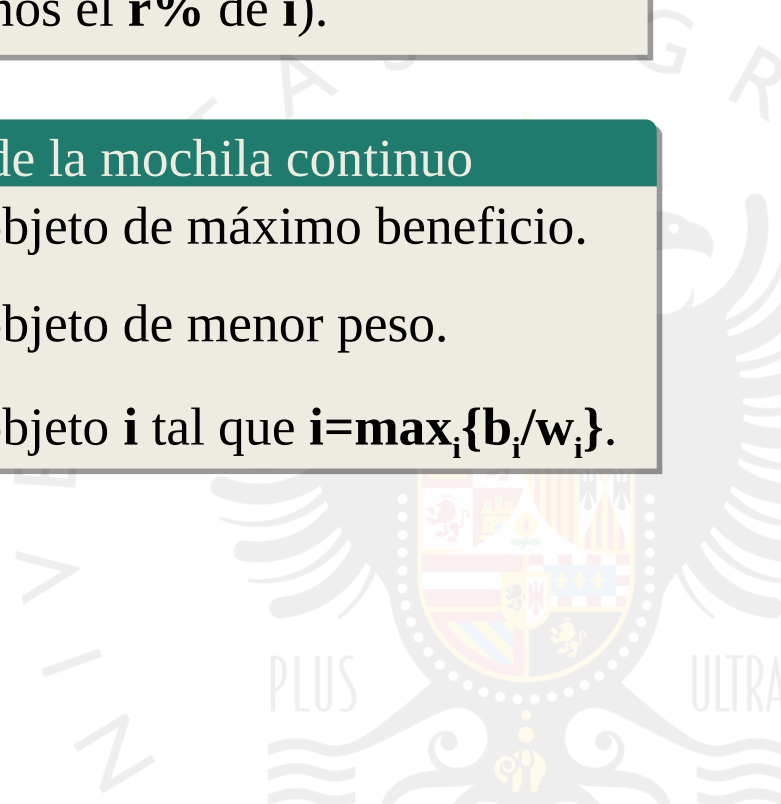 nos el r% de i).
de la mochila continuo
bjeto de máximo beneficio.
bjeto de menor peso.
bjeto i tal que i=maxi{bi/wi}.
PLUS
ULTRA